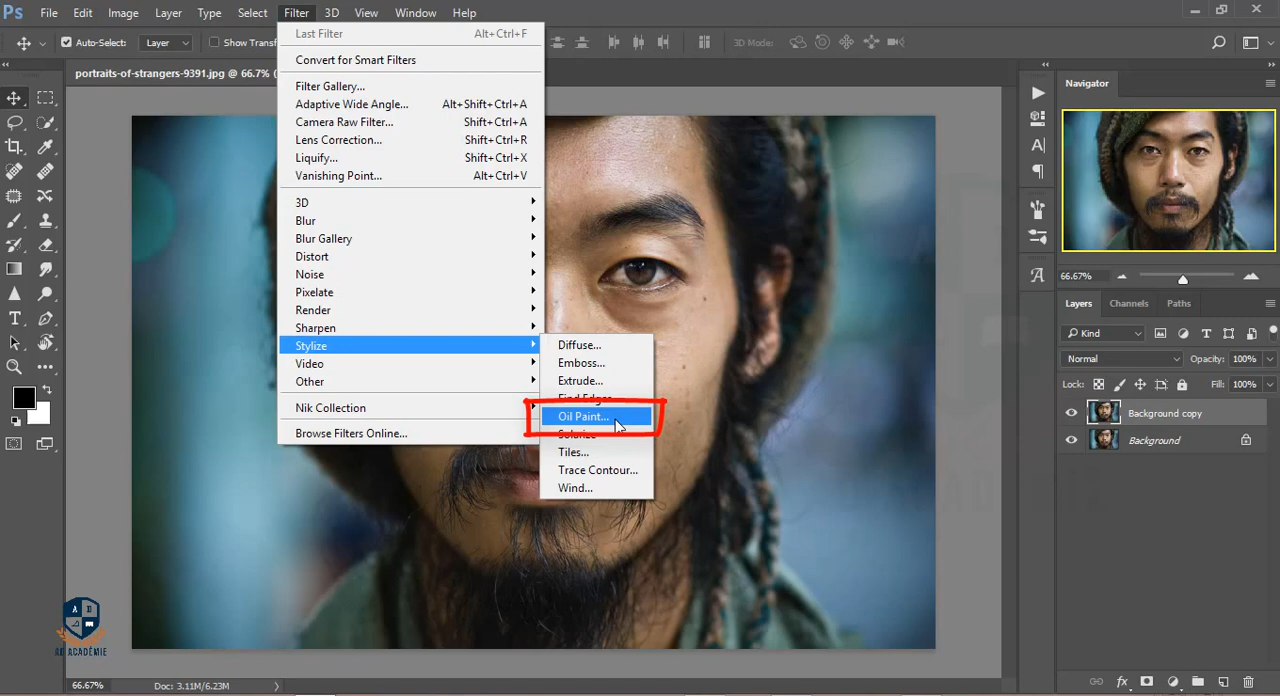 Ps File Edit Image Layer Type Select Filter 3D View Window Help
Auto-Select: Layer Show Transf 3D Mode:
portraits-of-strangers-9391.jpg @ 66.7% (
Last Filter Alt+Ctrl+F
Convert for Smart Filters
Filter Gallery...
Adaptive Wide Angle... Alt+Shift+Ctrl+A
Camera Raw Filter... Shift+Ctrl+A
Lens Correction... Shift+Ctrl+R
Liquify... Shift+Ctrl+X
Vanishing Point... Alt+Ctrl+V
3D
Blur
Blur Gallery
Distort
Noise
Pixelate
Render
Sharpen
Stylize
Video
Other
Nik Collection
Browse Filters Online...
Diffuse...
Emboss...
Extrude...
Find Edges
Oil Paint...
Solarize
Tiles...
Trace Contour...
Wind...
Navigator
66.67%
Layers Channels Paths
Kind
Normal Opacity: 100%
Lock: Fill: 100%
Background copy
Background
A D
AD ACADÉMIE
66.67% Doc: 3.11M/6.23M